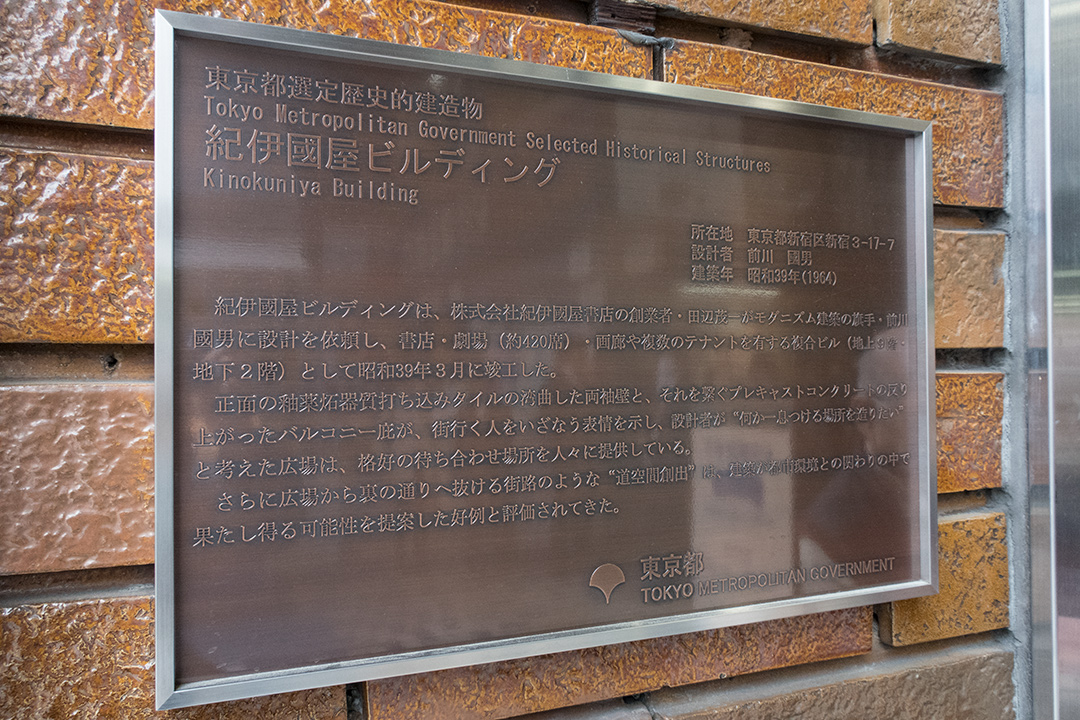 東京都選定歴史的建造物
Tokyo Metropolitan Government Selected Historical Structures
紀伊國屋ビルディング
Kinokuniya Building
所在地 東京都新宿区新宿3-17-7
設計者 前川 國男
建築年 昭和39年(1964)
紀伊國屋ビルディングは、株式会社紀伊國屋書店の創業者・田辺茂一がモダニズム建築の旗手・前川
國男に設計を依頼し、書店・劇場(約420席)・画廊や複数のテナントを有する複合ビル(地上9階・
地下2階)として昭和39年3月に竣工した。
正面の釉薬炻器質打ち込みタイルの湾曲した両袖壁と、それを繋ぐプレキャストコンクリートの反り
上がったバルコニー庇が、街行く人をいざなう表情を示し、設計者が“何か一息つける場所を造りたい”
と考えた広場は、格好の待ち合わせ場所を人々に提供している。
さらに広場から裏の通りへ抜ける街路のような“道空間創出”は、建築が都市環境との関わりの中で
果たし得る可能性を提案した好例と評価されてきた。
東京都
TOKYO METROPOLITAN GOVERNMENT